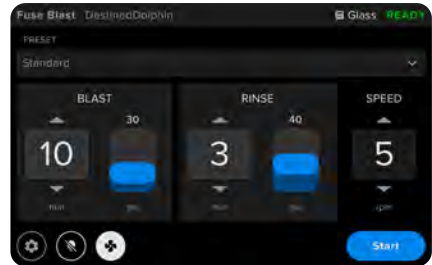 Fuse Blast DestinedDolphin Glass READY
PRESET
Standard
BLAST RINSE SPEED
30 40
10 3 5
min psi min psi rpm
Start